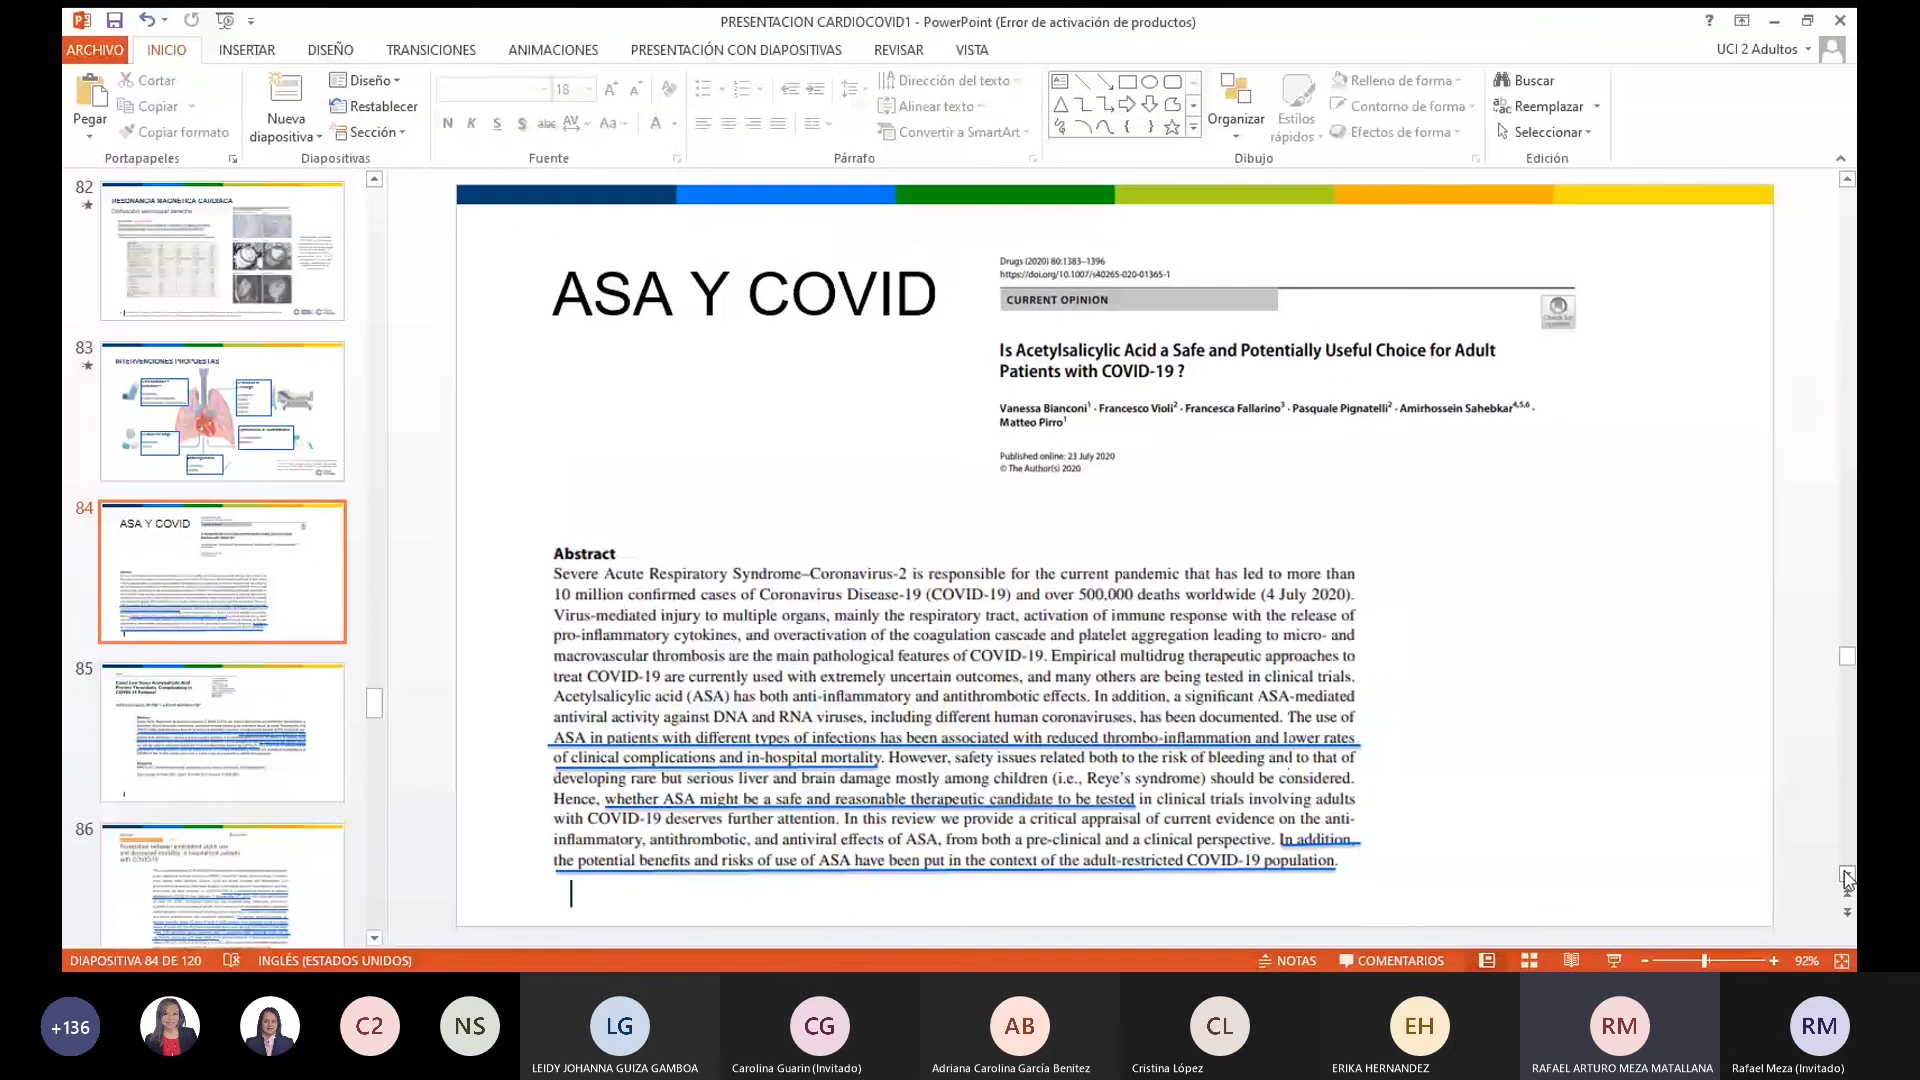 PRESENTACION CARDIOCOVID1 - PowerPoint (Error de activación de productos)
ARCHIVO INICIO INSERTAR DISEÑO TRANSICIONES ANIMACIONES PRESENTACIÓN CON DIAPOSITIVAS REVISAR VISTA UCI 2 Adultos
Pegar
Cortar
Copiar
Copiar formato
Portapapeles
Nueva diapositiva
Diseño
Restablecer
Sección
Diapositivas
18
N K S S abc AV Aa A
Fuente
Dirección del texto
Alinear texto
Convertir a SmartArt
Párrafo
Organizar
Estilos rápidos
Relleno de forma
Contorno de forma
Efectos de forma
Dibujo
Buscar
Reemplazar
Seleccionar
Edición
82
RESONANCIA MAGNETICA CARDIACA
83
INTERVENCIONES PROPUESTAS
84
ASA Y COVID
85
86
ASA Y COVID
Drugs (2020) 80:1383–1396
https://doi.org/10.1007/s40265-020-01365-1
CURRENT OPINION
Check for updates
Is Acetylsalicylic Acid a Safe and Potentially Useful Choice for Adult
Patients with COVID-19 ?
Vanessa Bianconi1 · Francesco Violi2 · Francesca Fallarino3 · Pasquale Pignatelli2 · Amirhossein Sahebkar4,5,6 ·
Matteo Pirro1
Published online: 23 July 2020
© The Author(s) 2020
Abstract
Severe Acute Respiratory Syndrome–Coronavirus-2 is responsible for the current pandemic that has led to more than
10 million confirmed cases of Coronavirus Disease-19 (COVID-19) and over 500,000 deaths worldwide (4 July 2020).
Virus-mediated injury to multiple organs, mainly the respiratory tract, activation of immune response with the release of
pro-inflammatory cytokines, and overactivation of the coagulation cascade and platelet aggregation leading to micro- and
macrovascular thrombosis are the main pathological features of COVID-19. Empirical multidrug therapeutic approaches to
treat COVID-19 are currently used with extremely uncertain outcomes, and many others are being tested in clinical trials.
Acetylsalicylic acid (ASA) has both anti-inflammatory and antithrombotic effects. In addition, a significant ASA-mediated
antiviral activity against DNA and RNA viruses, including different human coronaviruses, has been documented. The use of
ASA in patients with different types of infections has been associated with reduced thrombo-inflammation and lower rates
of clinical complications and in-hospital mortality. However, safety issues related both to the risk of bleeding and to that of
developing rare but serious liver and brain damage mostly among children (i.e., Reye's syndrome) should be considered.
Hence, whether ASA might be a safe and reasonable therapeutic candidate to be tested in clinical trials involving adults
with COVID-19 deserves further attention. In this review we provide a critical appraisal of current evidence on the anti-
inflammatory, antithrombotic, and antiviral effects of ASA, from both a pre-clinical and a clinical perspective. In addition,
the potential benefits and risks of use of ASA have been put in the context of the adult-restricted COVID-19 population.
DIAPOSITIVA 84 DE 120 INGLÉS (ESTADOS UNIDOS) NOTAS COMENTARIOS 92%
+136 C2 NS LG CG AB CL EH RM RM
LEIDY JOHANNA GUIZA GAMBOA Carolina Guarin (Invitado) Adriana Carolina García Benitez Cristina López ERIKA HERNANDEZ RAFAEL ARTURO MEZA MATALLANA Rafael Meza (Invitado)